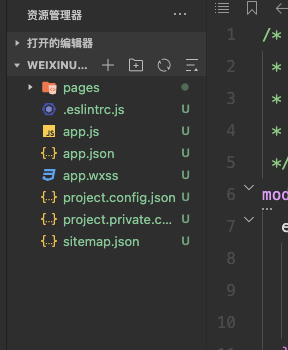 资源管理器
打开的编辑器
WEIXINU...
pages
.eslintrc.js U
app.js U
app.json U
app.wxss U
project.config.json U
project.private.c... U
sitemap.json U
1 /*
2 *
3 *
4 *
5 */
6 mod
7 e
8
9
10
11